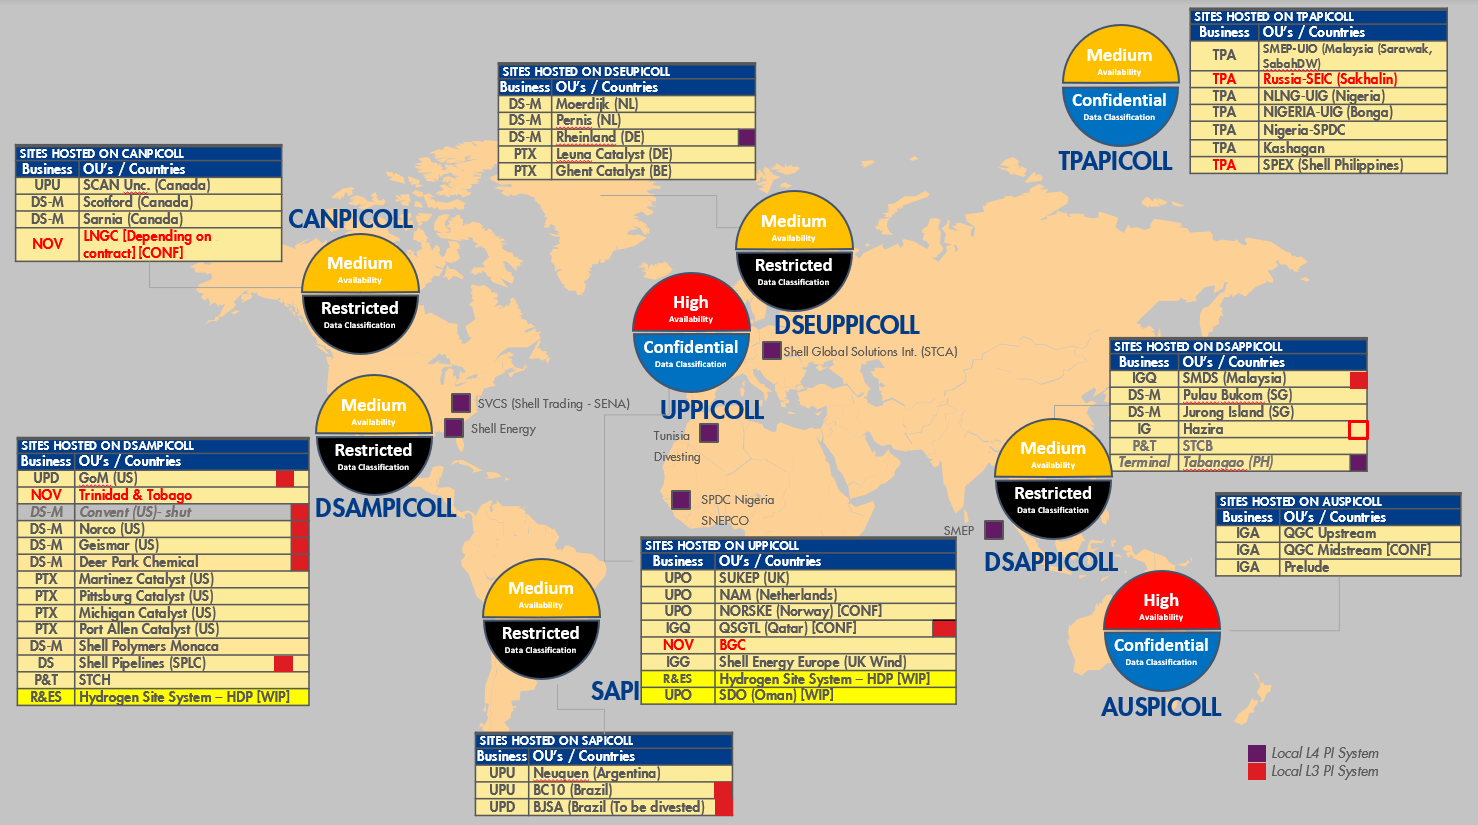 SITES HOSTED ON TPAPICOLL
Business OU's / Countries
TPA SMEP-UIO (Malaysia (Sarawak, SabahDW)
TPA Russia-SEIC (Sakhalin)
TPA NLNG-UIG (Nigeria)
TPA NIGERIA-UIG (Bonga)
TPA Nigeria-SPDC
TPA Kashagan
TPA SPEX (Shell Philippines)
Medium
Availability
Confidential
Data Classification
TPAPICOLL
SITES HOSTED ON DSEUPICOLL
Business OU's / Countries
DS-M Moerdijk (NL)
DS-M Pernis (NL)
DS-M Rheinland (DE)
PTX Leuna Catalyst (DE)
PTX Ghent Catalyst (BE)
SITES HOSTED ON CANPICOLL
Business OU's / Countries
UPU SCAN Unc. (Canada)
DS-M Scotford (Canada)
DS-M Sarnia (Canada)
NOV LNGC [Depending on contract] [CONF]
CANPICOLL
Medium
Availability
Restricted
Data Classification
Medium
Availability
Restricted
Data Classification
DSEUPPICOLL
High
Availability
Confidential
Data Classification
UPPICOLL
Shell Global Solutions Int. (STCA)
SITES HOSTED ON DSAPPICOLL
Business OU's / Countries
IGQ SMDS (Malaysia)
DS-M Pulau Bukom (SG)
DS-M Jurong Island (SG)
IG Hazira
P&T STCB
Terminal Tabangao (PH)
Medium
Availability
Restricted
Data Classification
DSAMPICOLL
SVCS (Shell Trading - SENA)
Shell Energy
Tunisia
Divesting
SPDC Nigeria
SNEPCO
SMEP
Medium
Availability
Restricted
Data Classification
DSAPPICOLL
SITES HOSTED ON DSAMPICOLL
Business OU's / Countries
UPD GoM (US)
NOV Trinidad & Tobago
DS-M Convent (US)- shut
DS-M Norco (US)
DS-M Geismar (US)
DS-M Deer Park Chemical
PTX Martinez Catalyst (US)
PTX Pittsburg Catalyst (US)
PTX Michigan Catalyst (US)
PTX Port Allen Catalyst (US)
DS-M Shell Polymers Monaca
DS Shell Pipelines (SPLC)
P&T STCH
R&ES Hydrogen Site System – HDP [WIP]
SITES HOSTED ON AUSPICOLL
Business OU's / Countries
IGA QGC Upstream
IGA QGC Midstream [CONF]
IGA Prelude
High
Availability
Confidential
Data Classification
AUSPICOLL
SITES HOSTED ON UPPICOLL
Business OU's / Countries
UPO SUKEP (UK)
UPO NAM (Netherlands)
UPO NORSKE (Norway) [CONF]
IGQ QSGTL (Qatar) [CONF]
NOV BGC
IGG Shell Energy Europe (UK Wind)
R&ES Hydrogen Site System – HDP [WIP]
UPO SDO (Oman) [WIP]
Medium
Availability
Restricted
Data Classification
SAPI
SITES HOSTED ON SAPICOLL
Business OU's / Countries
UPU Neuquen (Argentina)
UPU BC10 (Brazil)
UPD BJSA (Brazil (To be divested)
Local L4 PI System
Local L3 PI System